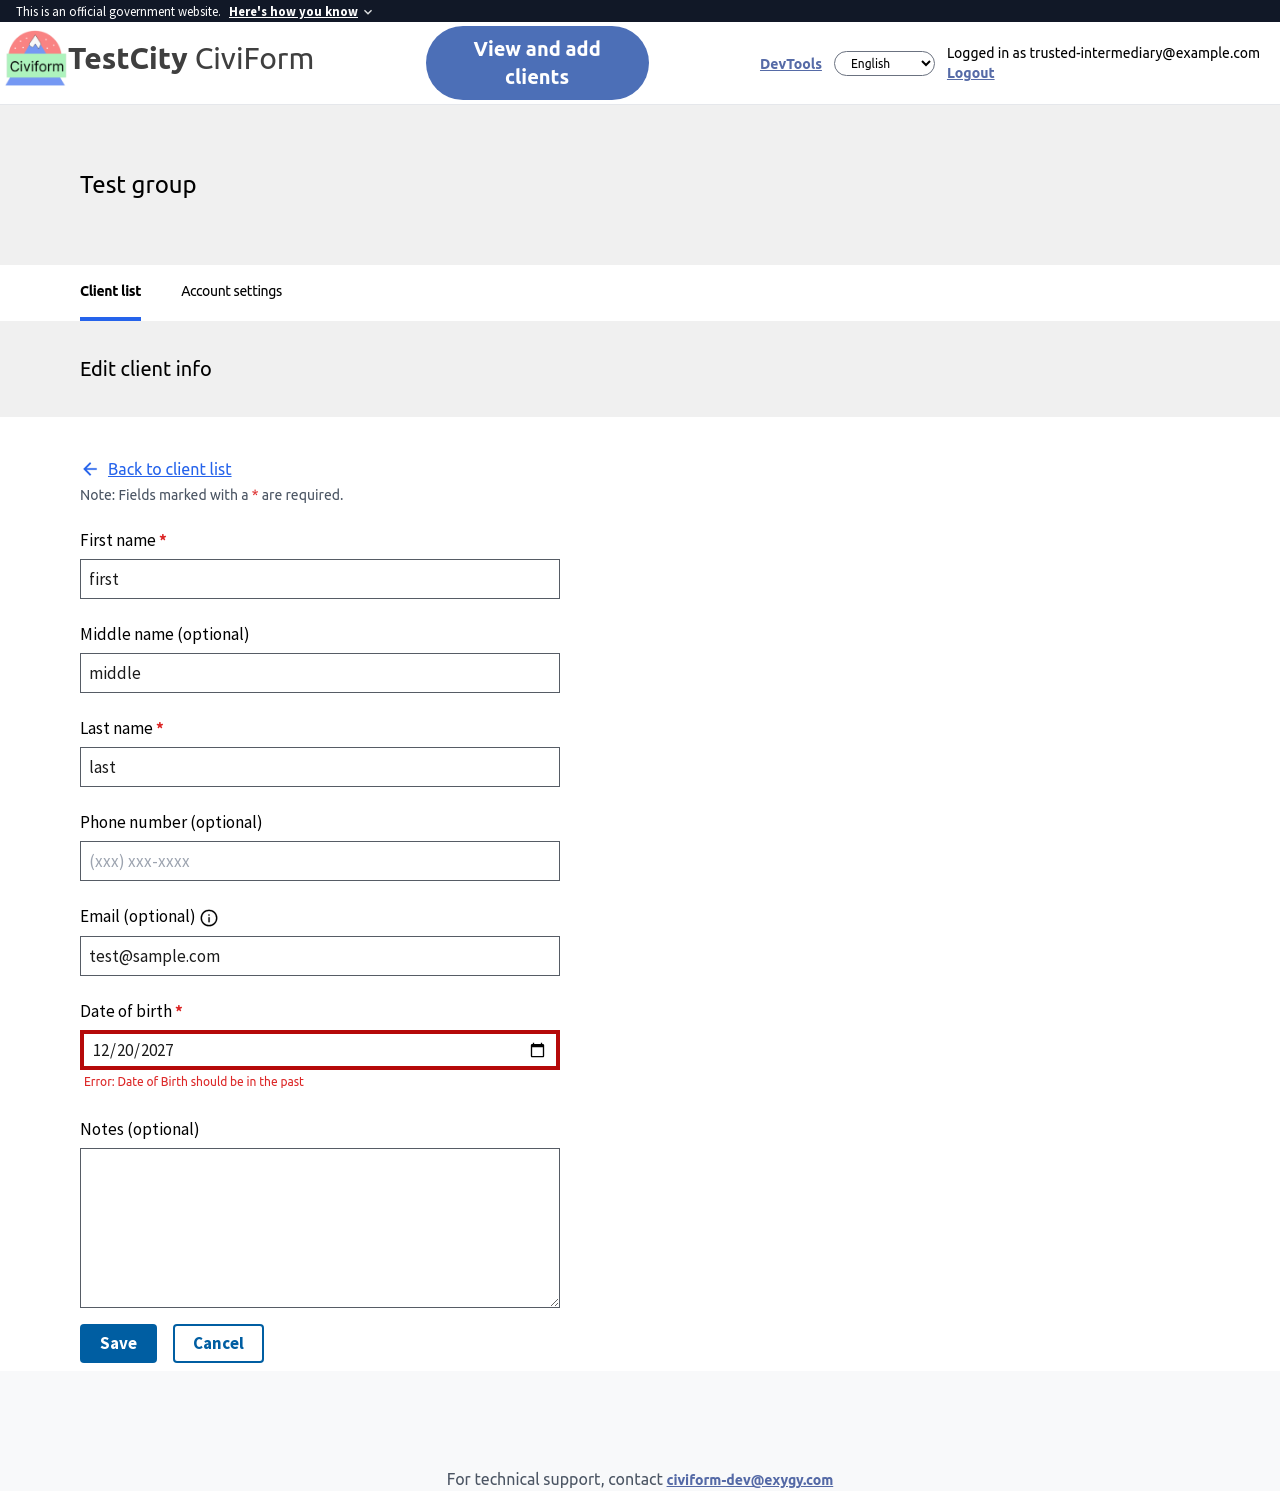 This is an official government website. Here's how you know
Civiform
TestCity CiviForm
View and add
clients
DevTools
English
Logged in as trusted-intermediary@example.com
Logout
Test group
Client list Account settings
Edit client info
Back to client list
Note: Fields marked with a * are required.
First name *
first
Middle name (optional)
middle
Last name *
last
Phone number (optional)
(xxx) xxx-xxxx
Email (optional)
test@sample.com
Date of birth *
12/20/2027
Error: Date of Birth should be in the past
Notes (optional)
Save Cancel
For technical support, contact civiform-dev@exygy.com